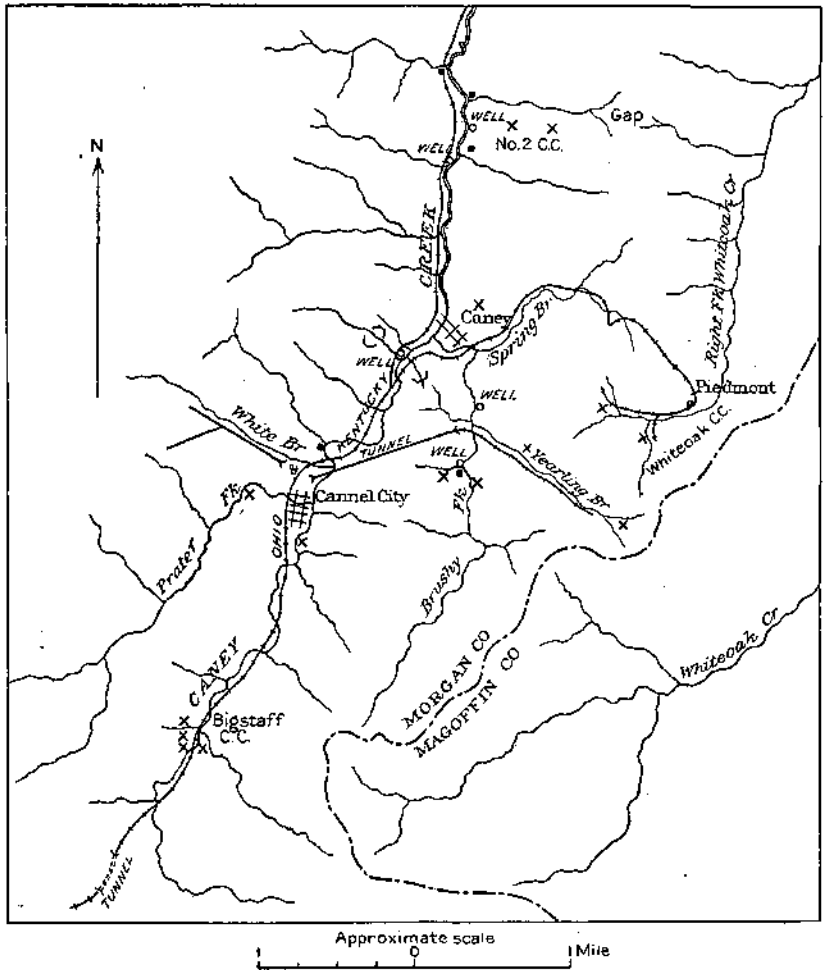 N
WELL
Gap
No. 2 C.C.
WELL
CREEK
Right Fk Whiteoak Cr
Caney
Spring Br
WELL
KENTUCKY
WELL
Piedmont
White Br
TUNNEL
WELL
Yearling Br
Whiteoak C.C.
&
Cannel City
Fk
Prater
Fk
OHIO
Brushy
CANEY
MORGAN CO
MAGOFFIN CO
Whiteoak Cr
Bigstaff
C.C.
TUNNEL
Approximate scale
1 0 1 Mile